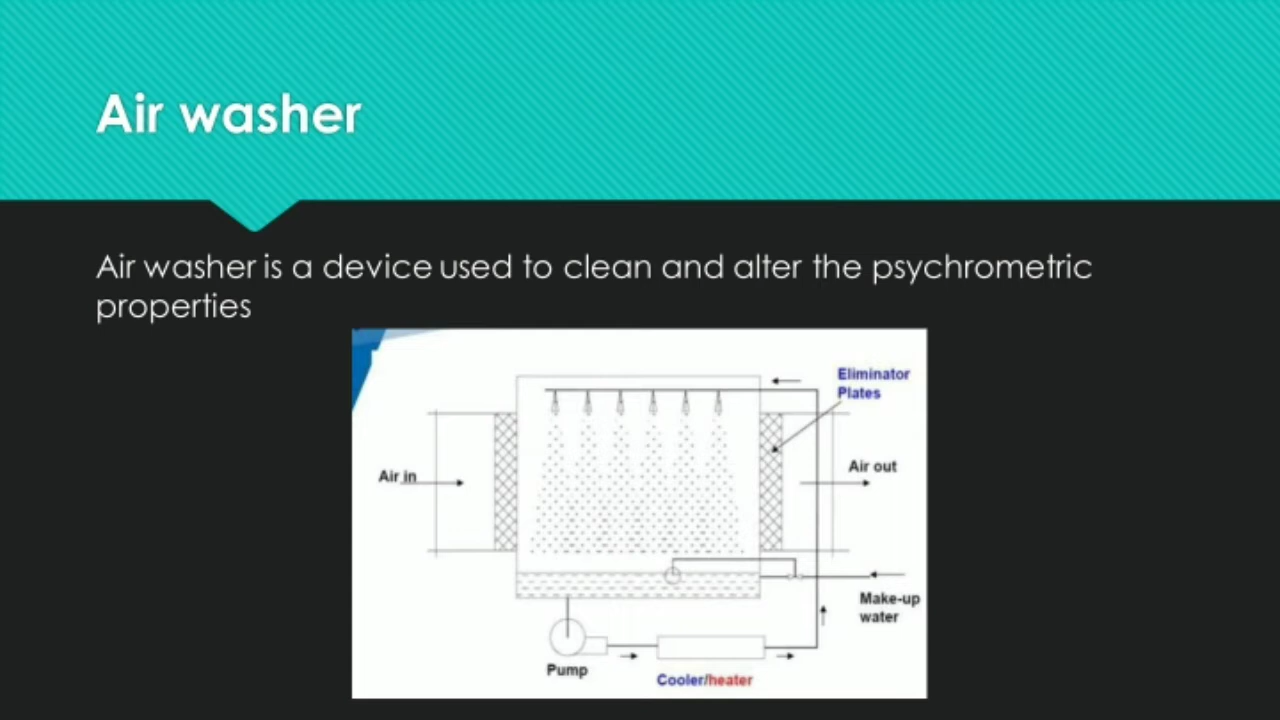 Air washer
Air washer is a device used to clean and alter the psychrometric
properties
Eliminator
Plates
Air in
Air out
Make-up
water
Pump
Cooler/heater